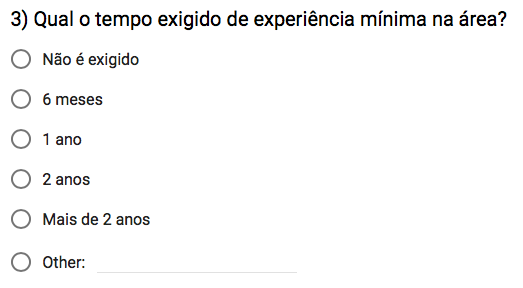 3) Qual o tempo exigido de experiência mínima na área?
Não é exigido
6 meses
1 ano
2 anos
Mais de 2 anos
Other: